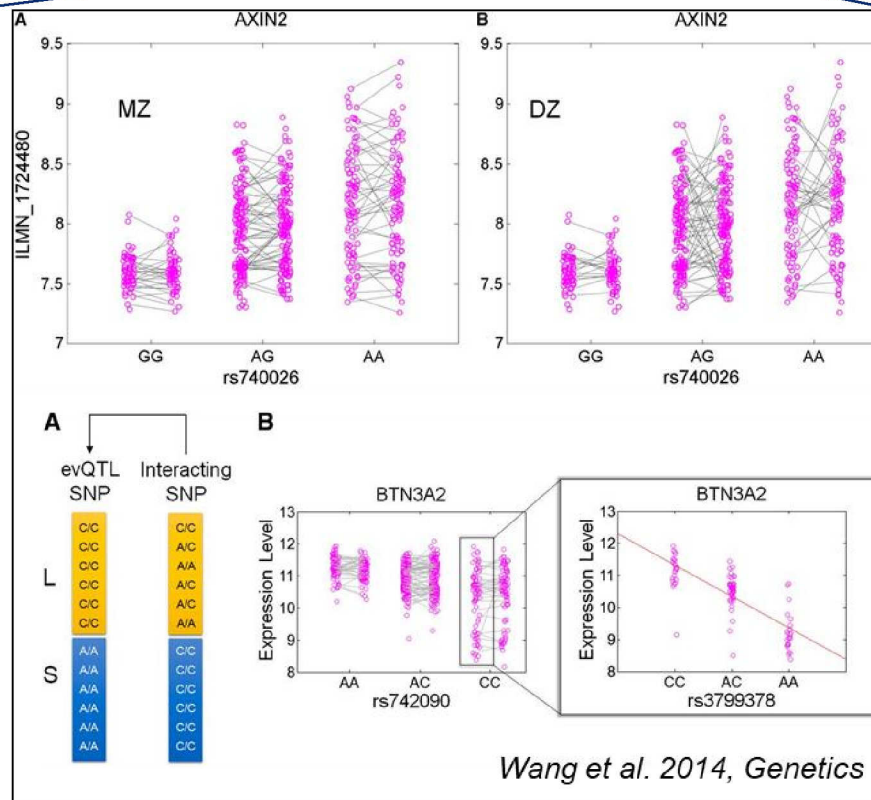 A
AXIN2
9.5
9
8.5
8
7.5
7
ILMN_1724480
MZ
GG
AG
AA
rs740026
B
AXIN2
9.5
9
8.5
8
7.5
7
DZ
GG
AG
AA
rs740026
A
evQTL
SNP
Interacting
SNP
L
C/C
C/C
C/C
C/C
C/C
C/C
S
A/A
A/A
A/A
A/A
A/A
A/A
C/C
A/C
A/A
A/C
A/C
A/A
C/C
C/C
C/C
C/C
C/C
C/C
B
BTN3A2
13
12
11
10
9
8
Expression Level
AA
AC
CC
rs742090
BTN3A2
13
12
11
10
9
8
Expression Level
CC
AC
AA
rs3799378
Wang et al. 2014, Genetics